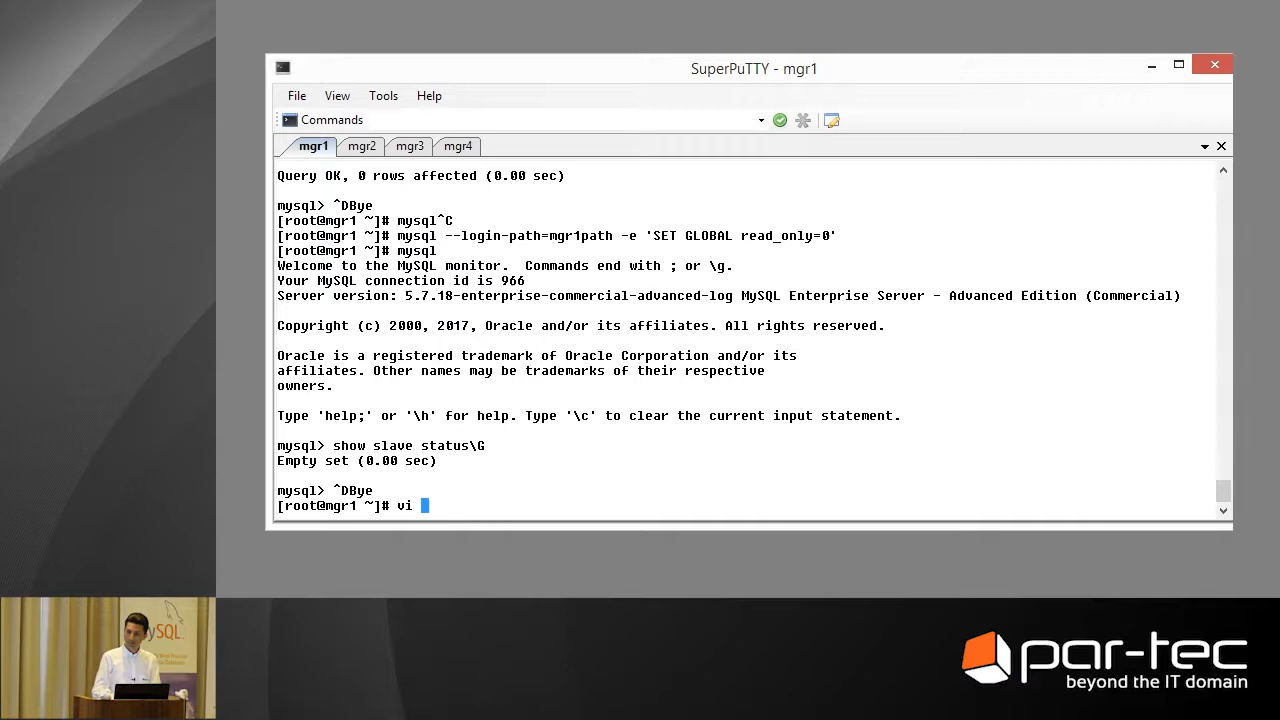 SuperPuTTY - mgr1
File View Tools Help
Commands
mgr1 mgr2 mgr3 mgr4
Query OK, 0 rows affected (0.00 sec)
mysql> ^DBye
[root@mgr1 ~]# mysql^C
[root@mgr1 ~]# mysql --login-path=mgr1path -e 'SET GLOBAL read_only=0'
[root@mgr1 ~]# mysql
Welcome to the MySQL monitor.  Commands end with ; or \g.
Your MySQL connection id is 966
Server version: 5.7.18-enterprise-commercial-advanced-log MySQL Enterprise Server - Advanced Edition (Commercial)
Copyright (c) 2000, 2017, Oracle and/or its affiliates. All rights reserved.
Oracle is a registered trademark of Oracle Corporation and/or its
affiliates. Other names may be trademarks of their respective
owners.
Type 'help;' or '\h' for help. Type '\c' to clear the current input statement.
mysql> show slave status\G
Empty set (0.00 sec)
mysql> ^DBye
[root@mgr1 ~]# vi
par-tec
beyond the IT domain